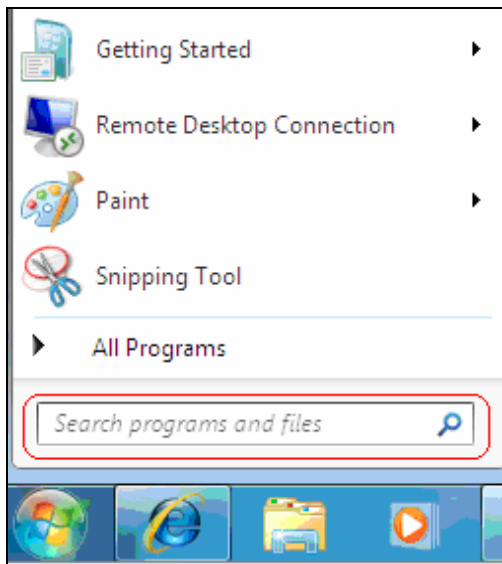 Getting Started
Remote Desktop Connection
Paint
Snipping Tool
All Programs
Search programs and files